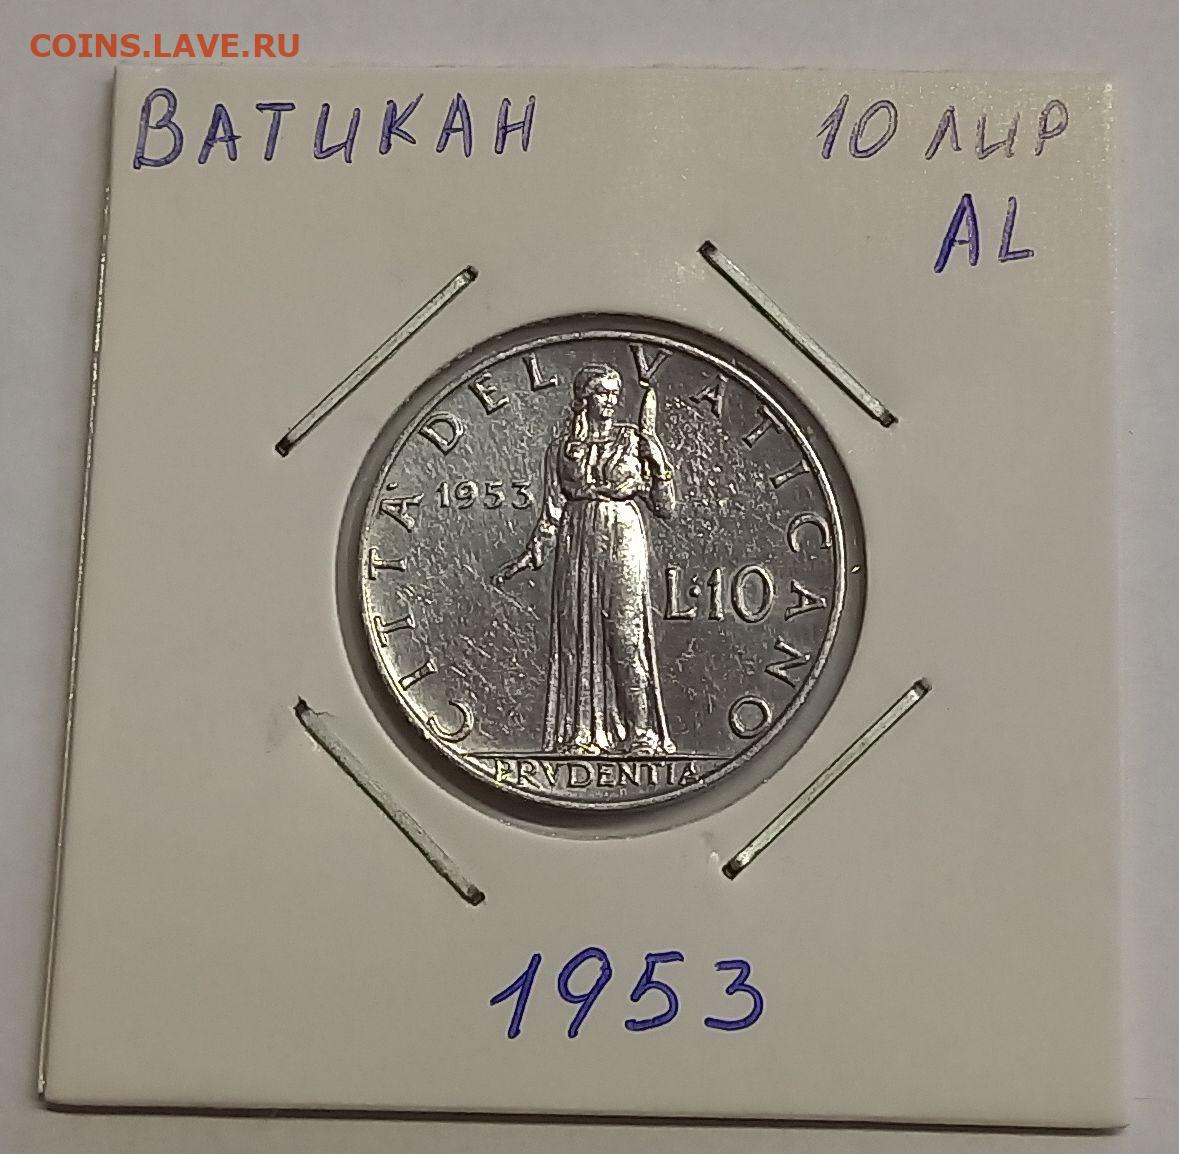 COINS.LAVE.RU
ВАТИКАН 10 ЛИР
AL
CITTA' DEL VATICANO
1953
L·10
PRVDENTIA
1953